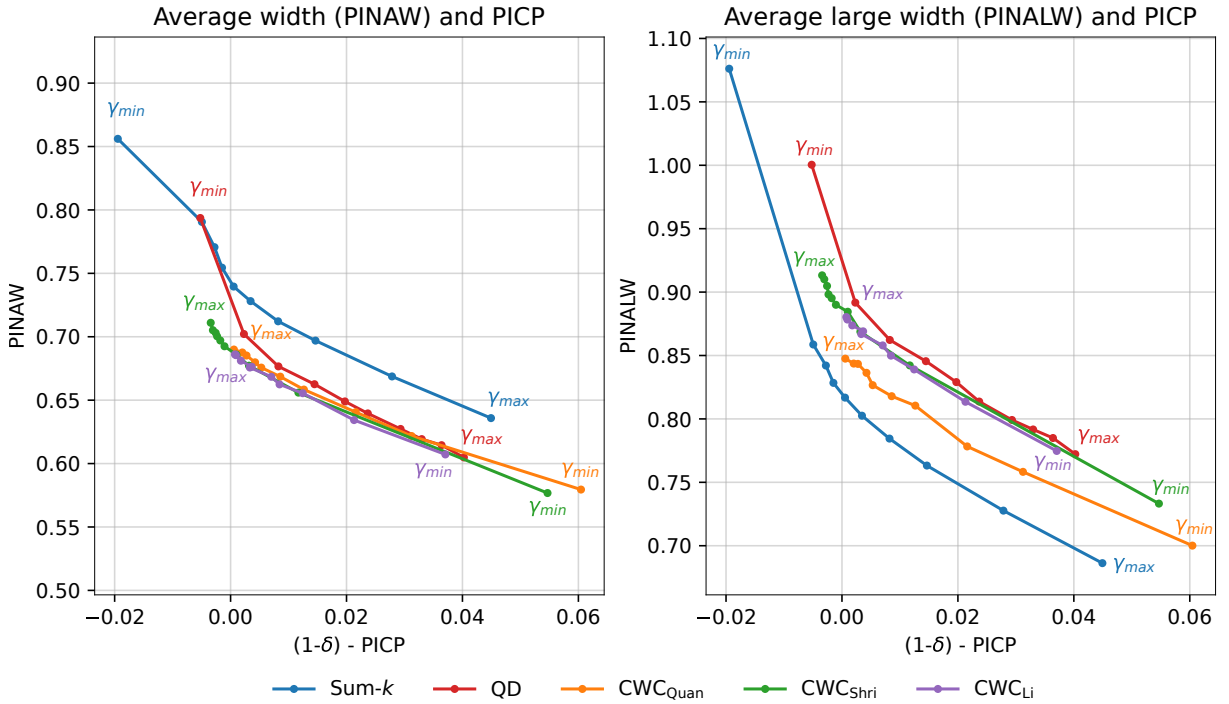 Average width (PINAW) and PICP
PINAW
0.90
0.85
0.80
0.75
0.70
0.65
0.60
0.55
0.50
γmin
γmin
γmax
γmax
γmax
γmax
γmax
γmin
γmin
γmin
−0.02
0.00
0.02
0.04
0.06
(1-δ) - PICP
Average large width (PINALW) and PICP
PINALW
1.10
1.05
1.00
0.95
0.90
0.85
0.80
0.75
0.70
γmin
γmin
γmax
γmax
γmax
γmax
γmin
γmin
γmin
γmax
−0.02
0.00
0.02
0.04
0.06
(1-δ) - PICP
Sum-k
QD
CWCQuan
CWCShri
CWCLi